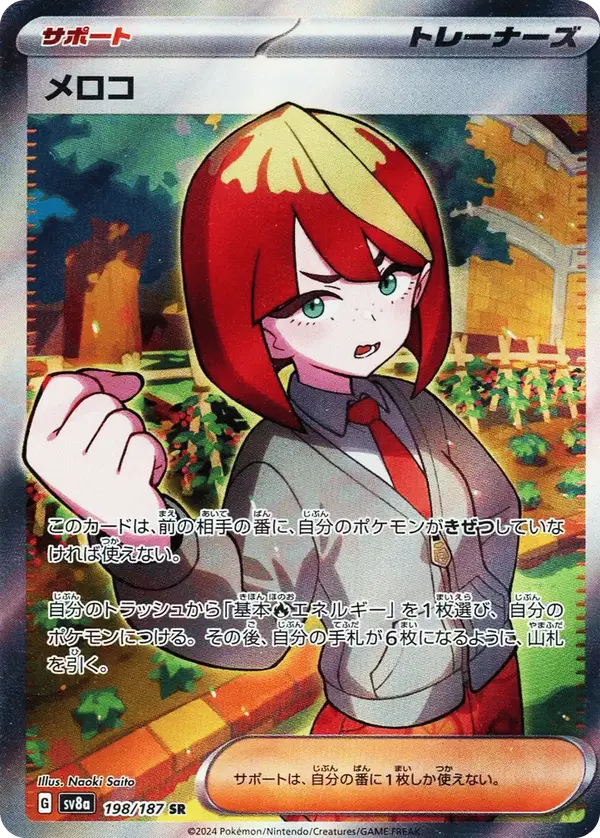 サポート
トレーナーズ
メロコ
このカードは、前の相手の番に、自分のポケモンがきぜつしていな
ければ使えない。
自分のトラッシュから「基本🔥エネルギー」を1枚選び、自分の
ポケモンにつける。その後、自分の手札が6枚になるように、山札
を引く。
Illus. Naoki Saito
サポートは、自分の番に1枚しか使えない。
G sv8a 198/187 SR
©2024 Pokémon/Nintendo/Creatures/GAME FREAK